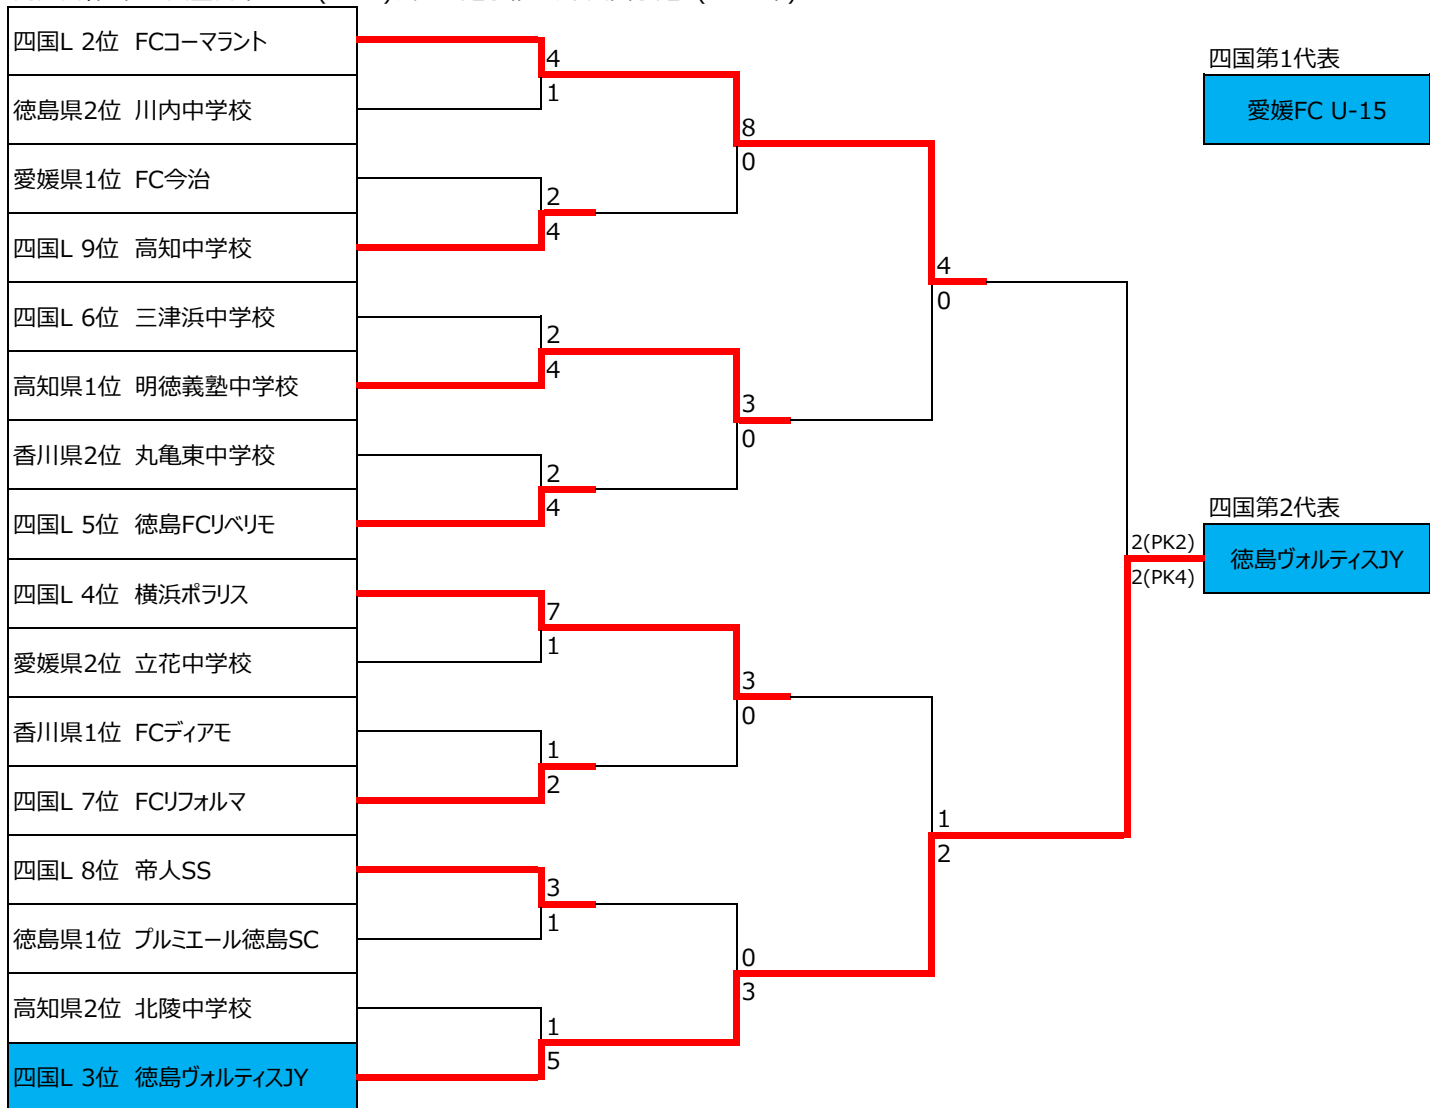 四国L 2位 FCコーマラント
徳島県2位 川内中学校
愛媛県1位 FC今治
四国L 9位 高知中学校
四国L 6位 三津浜中学校
高知県1位 明徳義塾中学校
香川県2位 丸亀東中学校
四国L 5位 徳島FCリベリモ
四国L 4位 横浜ポラリス
愛媛県2位 立花中学校
香川県1位 FCディアモ
四国L 7位 FCリフォルマ
四国L 8位 帝人SS
徳島県1位 プルミエール徳島SC
高知県2位 北陵中学校
四国L 3位 徳島ヴォルティスJY
4
1
2
4
2
4
2
4
7
1
1
2
3
1
1
5
8
0
3
0
3
0
0
3
4
0
1
2
2(PK2)
2(PK4)
四国第1代表
愛媛FC U-15
四国第2代表
徳島ヴォルティスJY